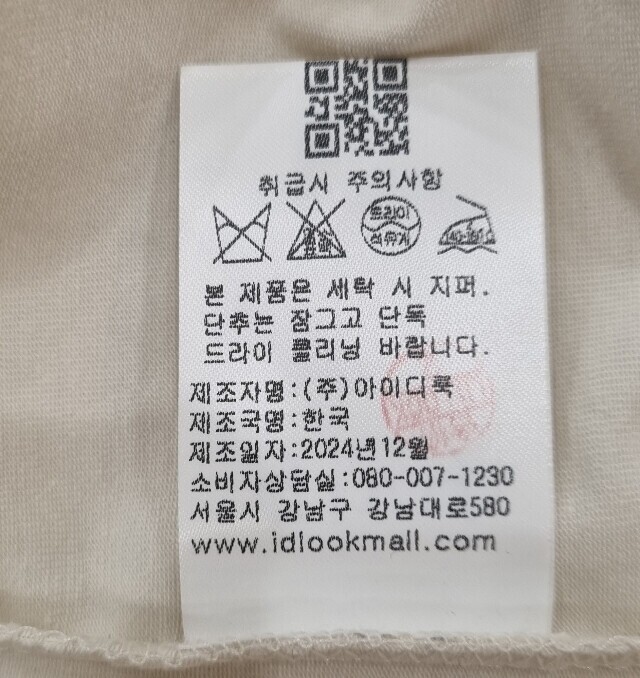 취급시 주의사항
드라이
석유계
140-160℃
본 제품은 세탁 시 지퍼.
단추는 잠그고 단독
드라이 클리닝 바랍니다.
제조자명:(주)아이디룩
제조국명:한국
제조일자:2024년12월
소비자상담실:080-007-1230
서울시 강남구 강남대로580
www.idlookmall.com